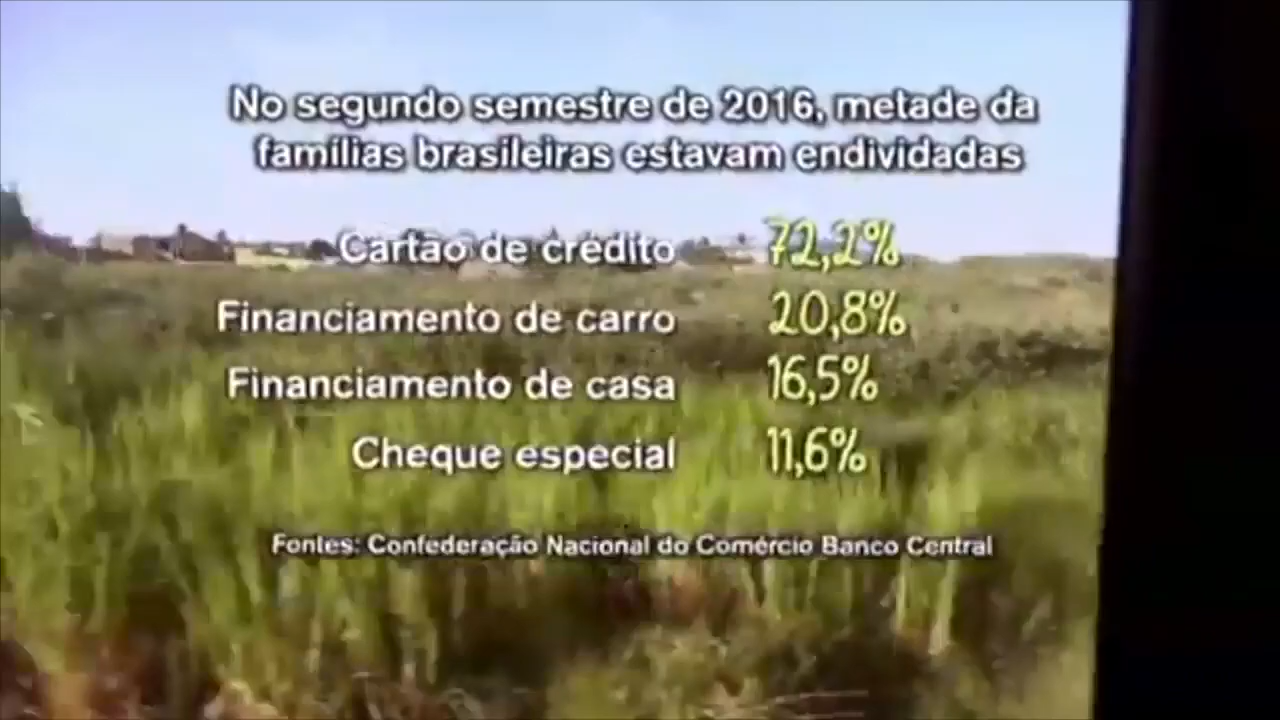 No segundo semestre de 2016, metade da
famílias brasileiras estavam endividadas
Cartão de crédito 72,2%
Financiamento de carro 20,8%
Financiamento de casa 16,5%
Cheque especial 11,6%
Fontes: Confederação Nacional do Comércio Banco Central